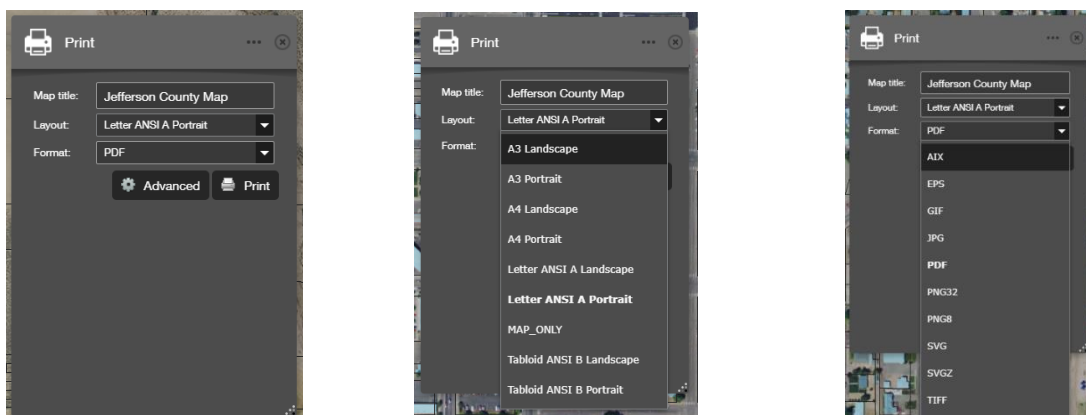 Print
Map title: Jefferson County Map
Layout: Letter ANSI A Portrait
Format: PDF
Advanced Print
Print
Map title: Jefferson County Map
Layout: Letter ANSI A Portrait
Format:
A3 Landscape
A3 Portrait
A4 Landscape
A4 Portrait
Letter ANSI A Landscape
Letter ANSI A Portrait
MAP_ONLY
Tabloid ANSI B Landscape
Tabloid ANSI B Portrait
Print
Map title: Jefferson County Map
Layout: Letter ANSI A Portrait
Format: PDF
AIX
EPS
GIF
JPG
PDF
PNG32
PNG8
SVG
SVGZ
TIFF